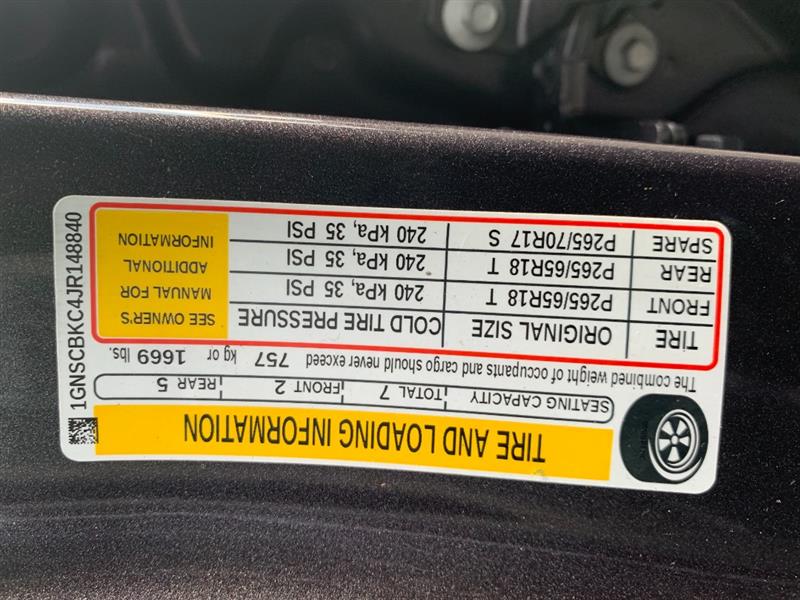 TIRE AND LOADING INFORMATION
SEATING CAPACITY TOTAL 7 FRONT 2 REAR 5
The combined weight of occupants and cargo should never exceed 757 kg or 1669 lbs.
TIRE ORIGINAL SIZE COLD TIRE PRESSURE
FRONT P265/65R18 T 240 kPa, 35 PSI
REAR P265/65R18 T 240 kPa, 35 PSI
SPARE P265/70R17 S 240 kPa, 35 PSI
SEE OWNER'S
MANUAL FOR
ADDITIONAL
INFORMATION
1GNSCBKC4JR148840